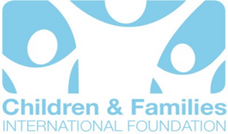 Children & Families
INTERNATIONAL FOUNDATION